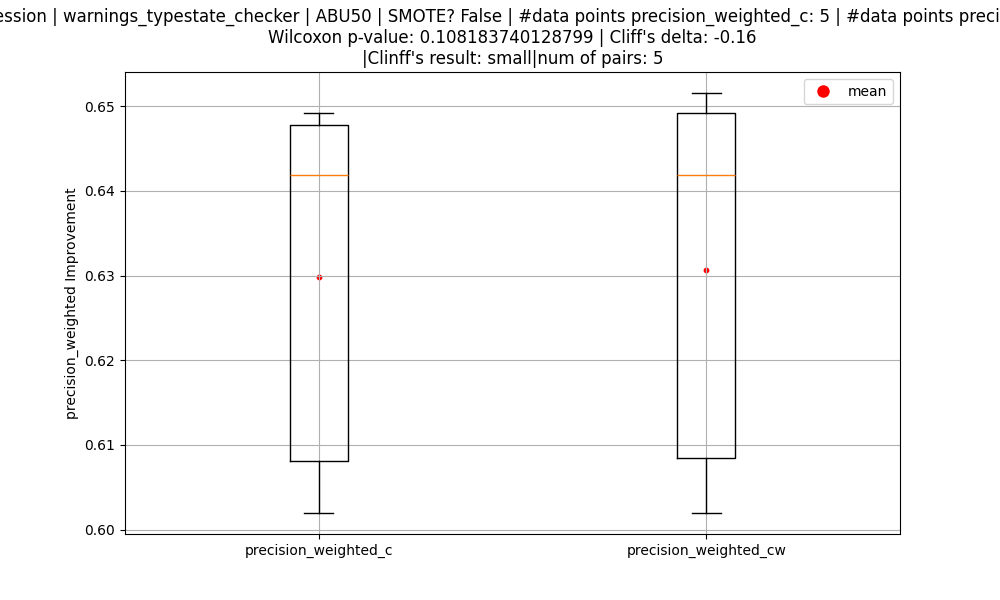 | warnings_typestate_checker | ABU50 | SMOTE? False | #data points precision_weighted_c: 5 | #data points
Wilcoxon p-value: 0.108183740128799 | Cliff's delta: -0.16
|Clinff's result: small|num of pairs: 5
mean
0.65
0.64
0.63
0.62
0.61
0.60
precision_weighted Improvement
precision_weighted_c
precision_weighted_cw